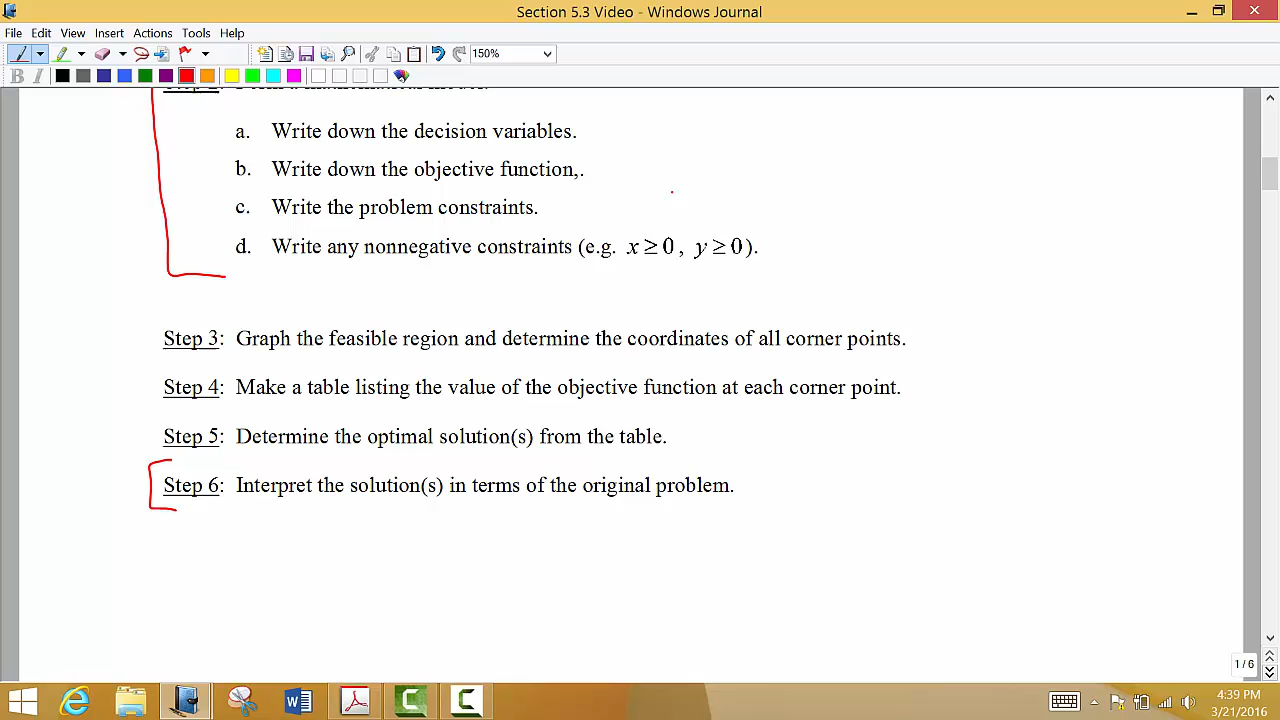 Section 5.3 Video - Windows Journal
File Edit View Insert Actions Tools Help
150%
B I
a. Write down the decision variables.
b. Write down the objective function,.
c. Write the problem constraints.
d. Write any nonnegative constraints (e.g. x ≥ 0, y ≥ 0).
Step 3: Graph the feasible region and determine the coordinates of all corner points.
Step 4: Make a table listing the value of the objective function at each corner point.
Step 5: Determine the optimal solution(s) from the table.
Step 6: Interpret the solution(s) in terms of the original problem.
1 / 6
4:39 PM
3/21/2016